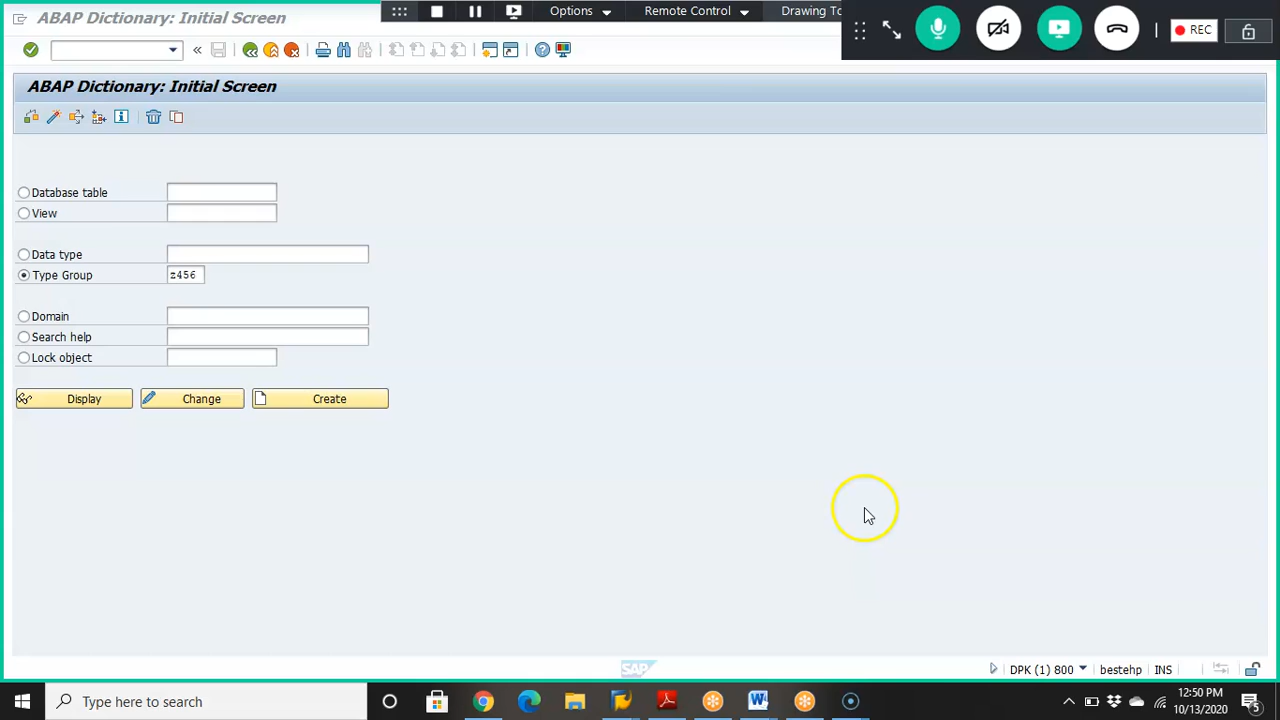 ABAP Dictionary: Initial Screen
Options
Remote Control
Drawing To
REC
ABAP Dictionary: Initial Screen
Database table
View
Data type
Type Group z456
Domain
Search help
Lock object
Display Change Create
SAP
DPK (1) 800 bestehp INS
Type here to search
12:50 PM
10/13/2020
5